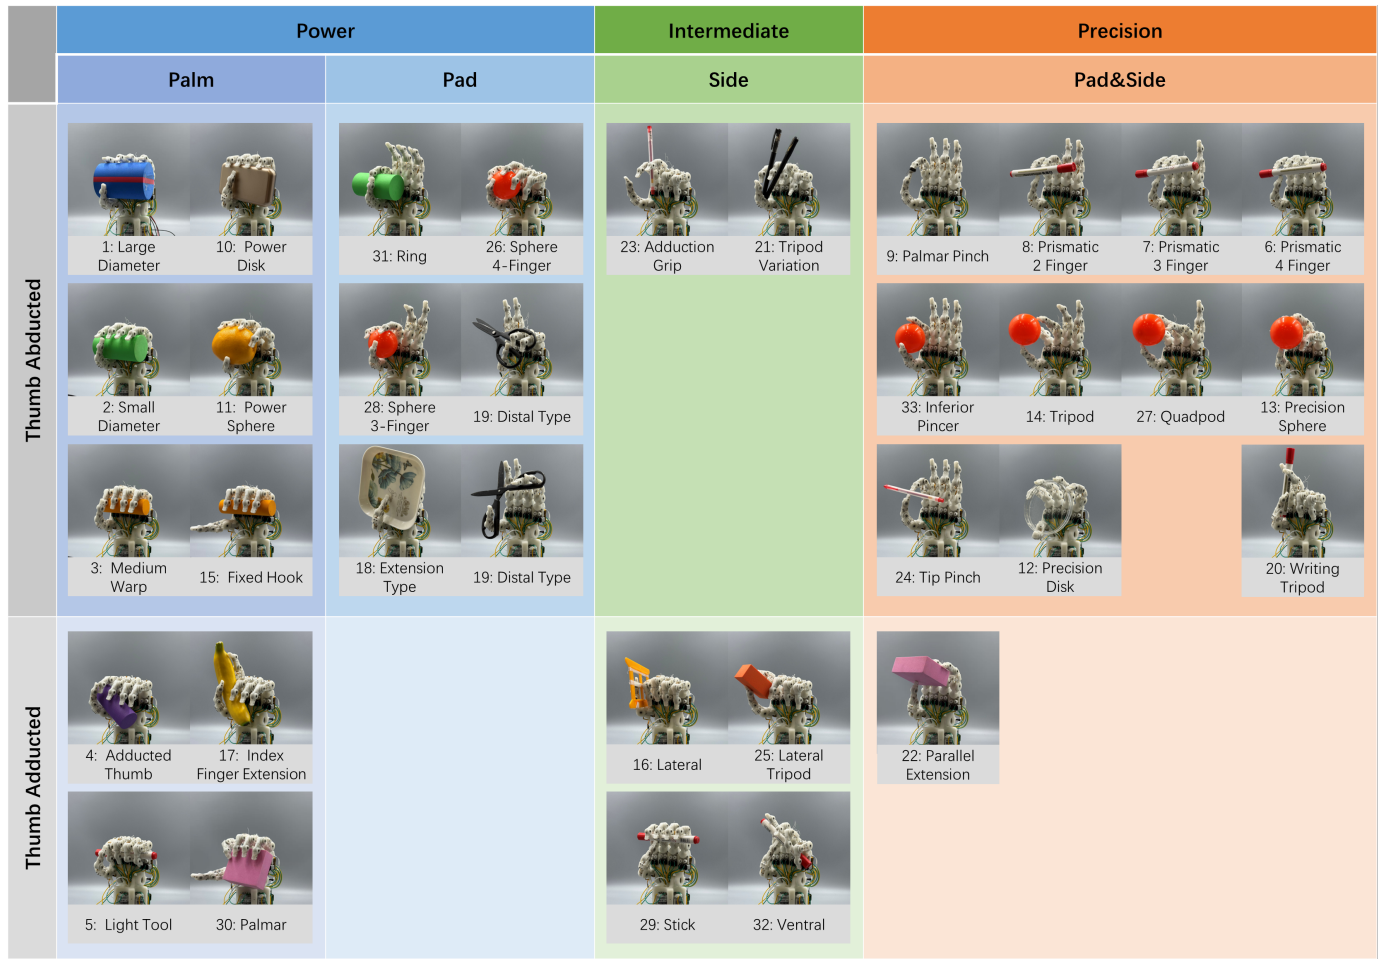 Power
Intermediate
Precision
Palm
Pad
Side
Pad&Side
Thumb Abducted
1: Large
Diameter
10: Power
Disk
31: Ring
26: Sphere
4-Finger
23: Adduction
Grip
21: Tripod
Variation
9: Palmar Pinch
8: Prismatic
2 Finger
7: Prismatic
3 Finger
6: Prismatic
4 Finger
2: Small
Diameter
11: Power
Sphere
28: Sphere
3-Finger
19: Distal Type
33: Inferior
Pincer
14: Tripod
27: Quadpod
13: Precision
Sphere
3: Medium
Warp
15: Fixed Hook
18: Extension
Type
19: Distal Type
24: Tip Pinch
12: Precision
Disk
20: Writing
Tripod
Thumb Adducted
4: Adducted
Thumb
17: Index
Finger Extension
16: Lateral
25: Lateral
Tripod
22: Parallel
Extension
5: Light Tool
30: Palmar
29: Stick
32: Ventral